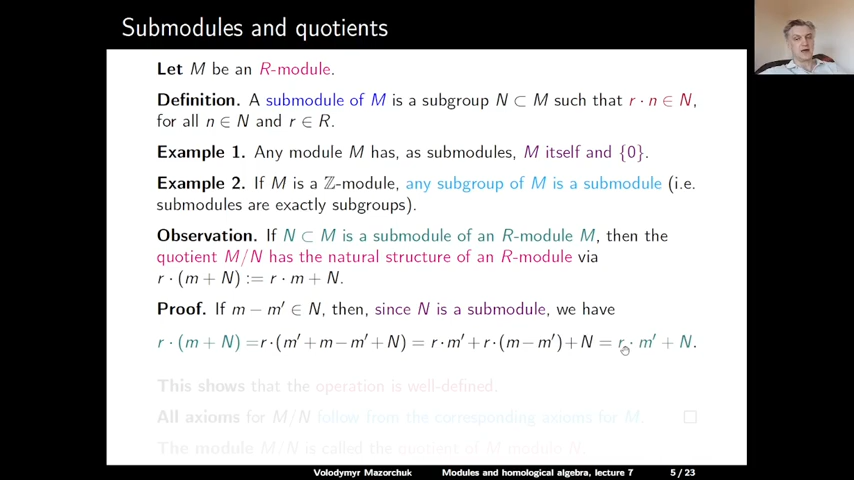 Submodules and quotients
Let M be an R-module.
Definition. A submodule of M is a subgroup N ⊂ M such that r · n ∈ N,
for all n ∈ N and r ∈ R.
Example 1. Any module M has, as submodules, M itself and {0}.
Example 2. If M is a ℤ-module, any subgroup of M is a submodule (i.e.
submodules are exactly subgroups).
Observation. If N ⊂ M is a submodule of an R-module M, then the
quotient M/N has the natural structure of an R-module via
r · (m + N) := r · m + N.
Proof. If m − m′ ∈ N, then, since N is a submodule, we have
r · (m + N) =r · (m′ + m − m′ + N) = r · m′ + r · (m − m′) + N = r · m′ + N.
This shows that the operation is well-defined.
All axioms for M/N follow from the corresponding axioms for M. □
The module M/N is called the quotient of M modulo N.
Volodymyr Mazorchuk Modules and homological algebra, lecture 7 5 / 23